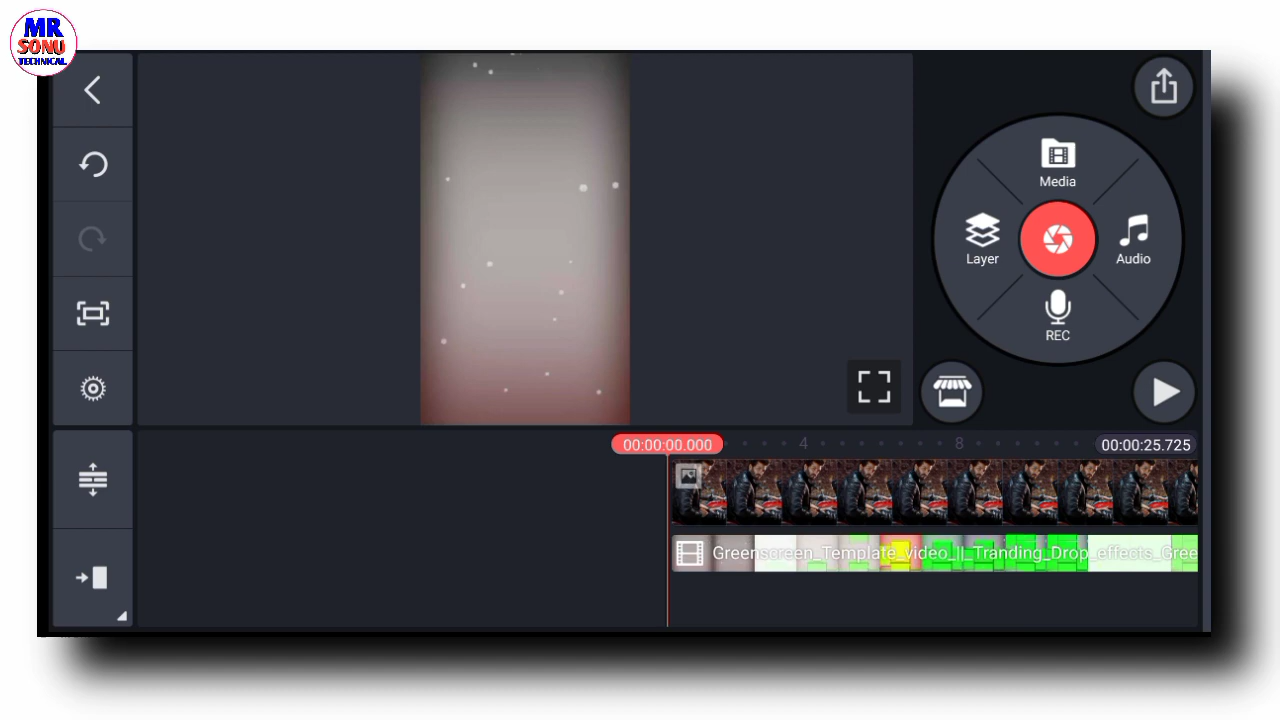 MR
SONU
TECHNICAL
Media
Layer
Audio
REC
00:00:00.000
4
8
00:00:25.725
Greenscreen_Template_video_||_Tranding_Drop_effects_Gree